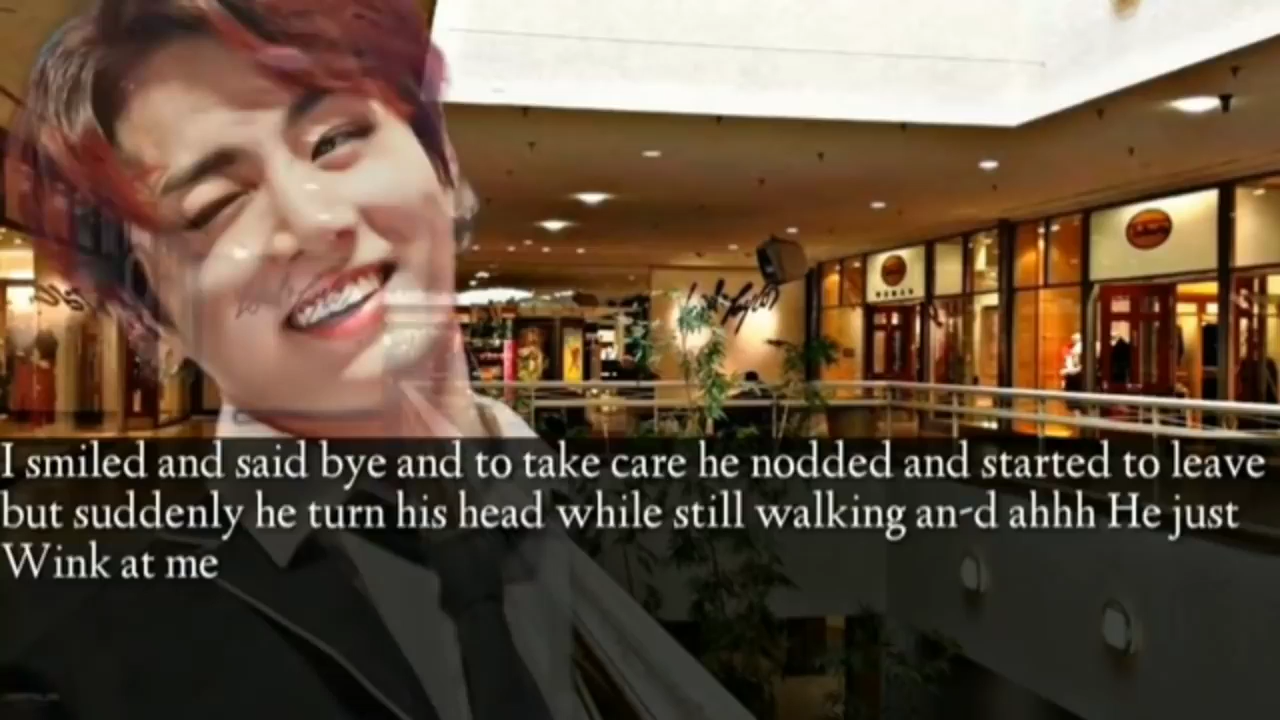 I smiled and said bye and to take care he nodded and started to leave
but suddenly he turn his head while still walking an-d ahhh He just
Wink at me